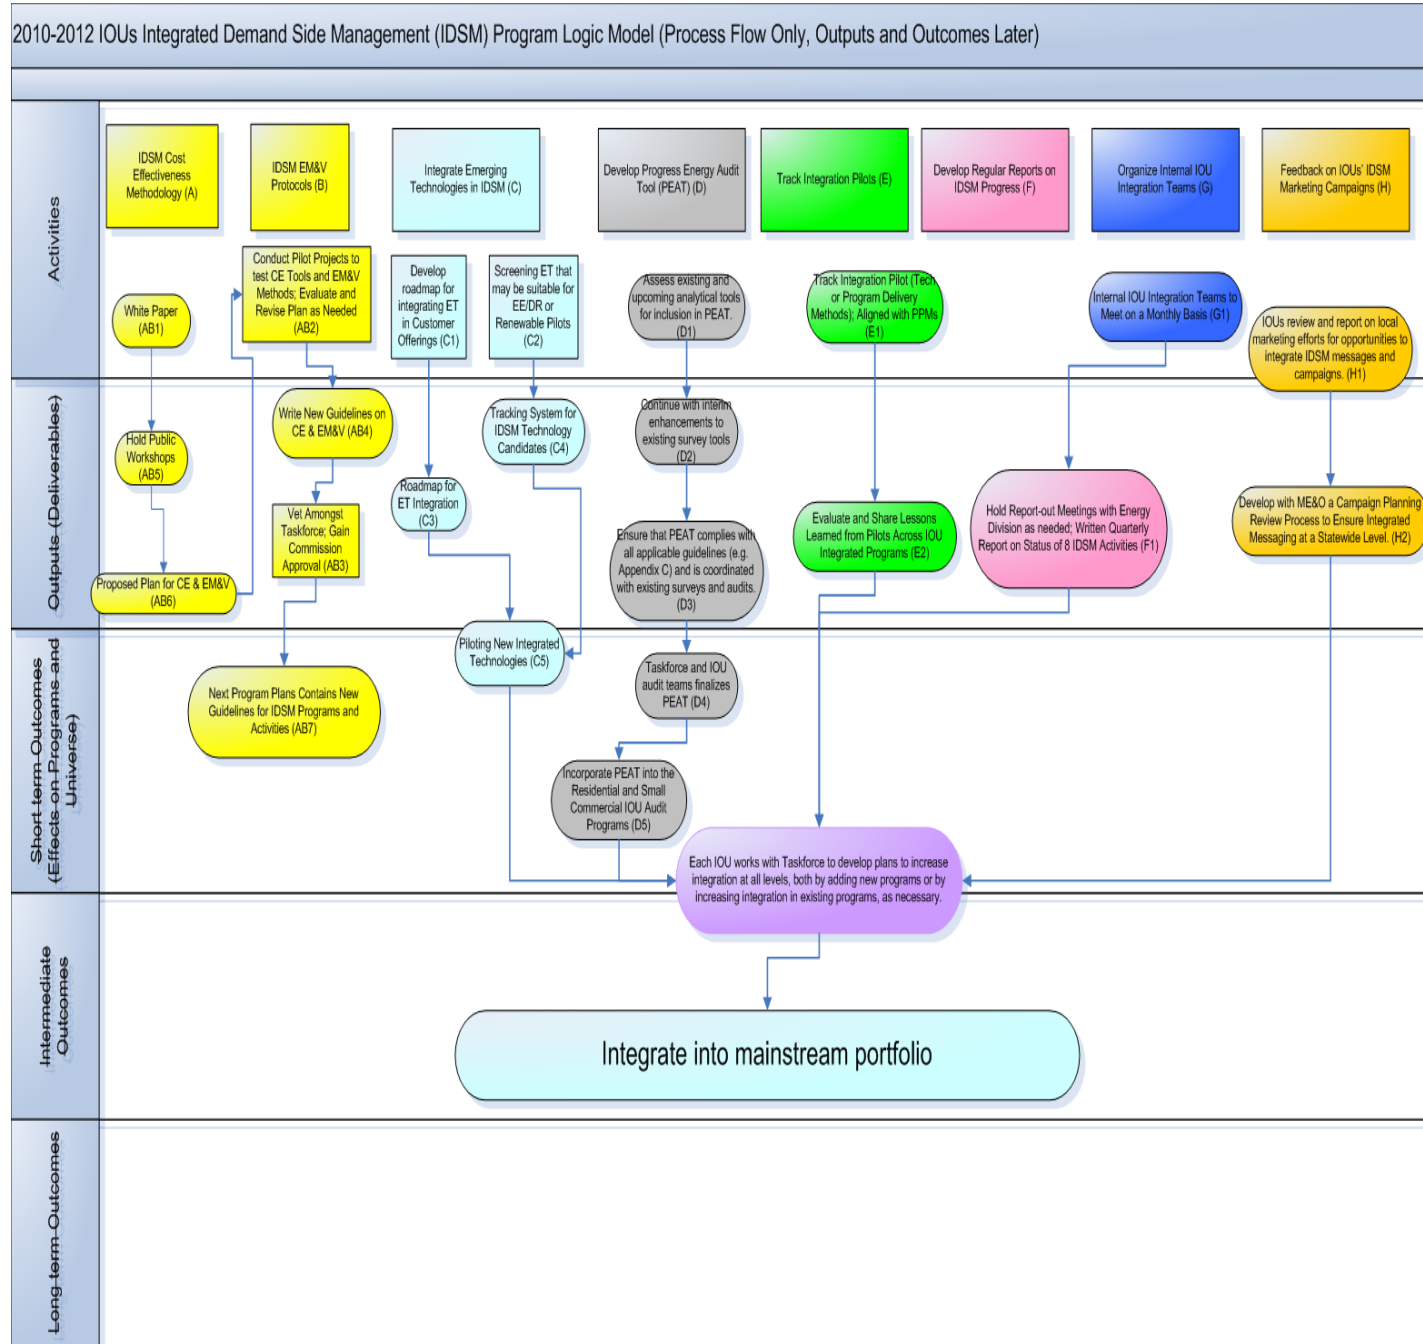 2010-2012 IOUs Integrated Demand Side Management (IDSM) Program Logic Model (Process Flow Only, Outputs and Outcomes Later)
Activities
IDSM Cost
Effectiveness
Methodology (A)
IDSM EM&V
Protocols (B)
Integrate Emerging
Technologies in IDSM (C)
Develop Progress Energy Audit
Tool (PEAT) (D)
Track Integration Pilots (E)
Develop Regular Reports on
IDSM Progress (F)
Organize Internal IOU
Integration Teams (G)
Feedback on IOUs' IDSM
Marketing Campaigns (H)
White Paper
(AB1)
Conduct Pilot Projects to
test CE Tools and EM&V
Methods; Evaluate and
Revise Plan as Needed
(AB2)
Develop
roadmap for
integrating ET
in Customer
Offerings (C1)
Screening ET that
may be suitable for
EE/DR or
Renewable Pilots
(C2)
Assess existing and
upcoming analytical tools
for inclusion in PEAT.
(D1)
Track Integration Pilot (Tech
or Program Delivery
Methods); Aligned with PPMs
(E1)
Internal IOU Integration Teams to
Meet on a Monthly Basis (G1)
IOUs review and report on local
marketing efforts for opportunities to
integrate IDSM messages and
campaigns. (H1)
Outputs (Deliverables)
Hold Public
Workshops
(AB5)
Write New Guidelines on
CE & EM&V (AB4)
Tracking System for
IDSM Technology
Candidates (C4)
Continue with interim
enhancements to
existing survey tools
(D2)
Roadmap for
ET Integration
(C3)
Vet Amongst
Taskforce; Gain
Commission
Approval (AB3)
Proposed Plan for CE & EM&V
(AB6)
Ensure that PEAT complies with
all applicable guidelines (e.g.
Appendix C) and is coordinated
with existing surveys and audits.
(D3)
Evaluate and Share Lessons
Learned from Pilots Across IOU
Integrated Programs (E2)
Hold Report-out Meetings with Energy
Division as needed; Written Quarterly
Report on Status of 8 IDSM Activities (F1)
Develop with ME&O a Campaign Planning
Review Process to Ensure Integrated
Messaging at a Statewide Level. (H2)
Short term Outcomes
(Effects on Programs and
Universe)
Next Program Plans Contains New
Guidelines for IDSM Programs and
Activities (AB7)
Piloting New Integrated
Technologies (C5)
Taskforce and IOU
audit teams finalizes
PEAT (D4)
Incorporate PEAT into the
Residential and Small
Commercial IOU Audit
Programs (D5)
Each IOU works with Taskforce to develop plans to increase
integration at all levels, both by adding new programs or by
increasing integration in existing programs, as necessary.
Intermediate
Outcomes
Integrate into mainstream portfolio
Long term Outcomes